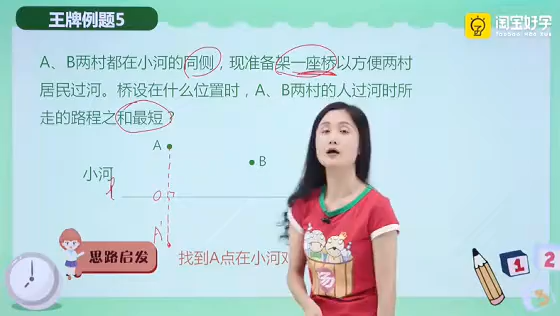 王牌例题5
淘宝好学
TAOBAO HAO XUE
A、B两村都在小河的同侧，现准备架一座桥以方便两村
居民过河。桥设在什么位置时，A、B两村的人过河时所
走的路程之和最短？
A
B
小河
l
O
A'
思路启发
找到A点在小河对
1
2